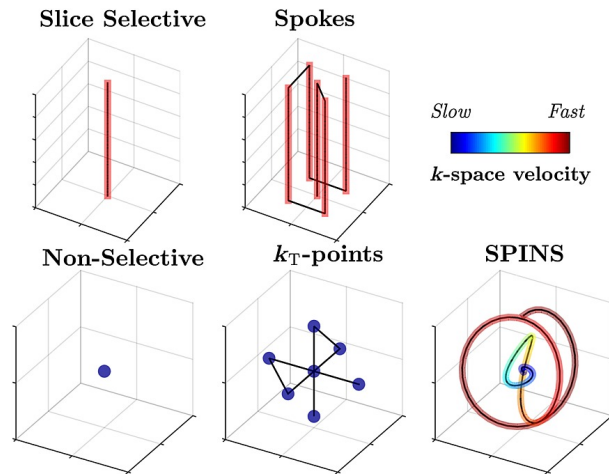 Slice Selective
Spokes
Slow Fast
k-space velocity
Non-Selective
kT-points
SPINS